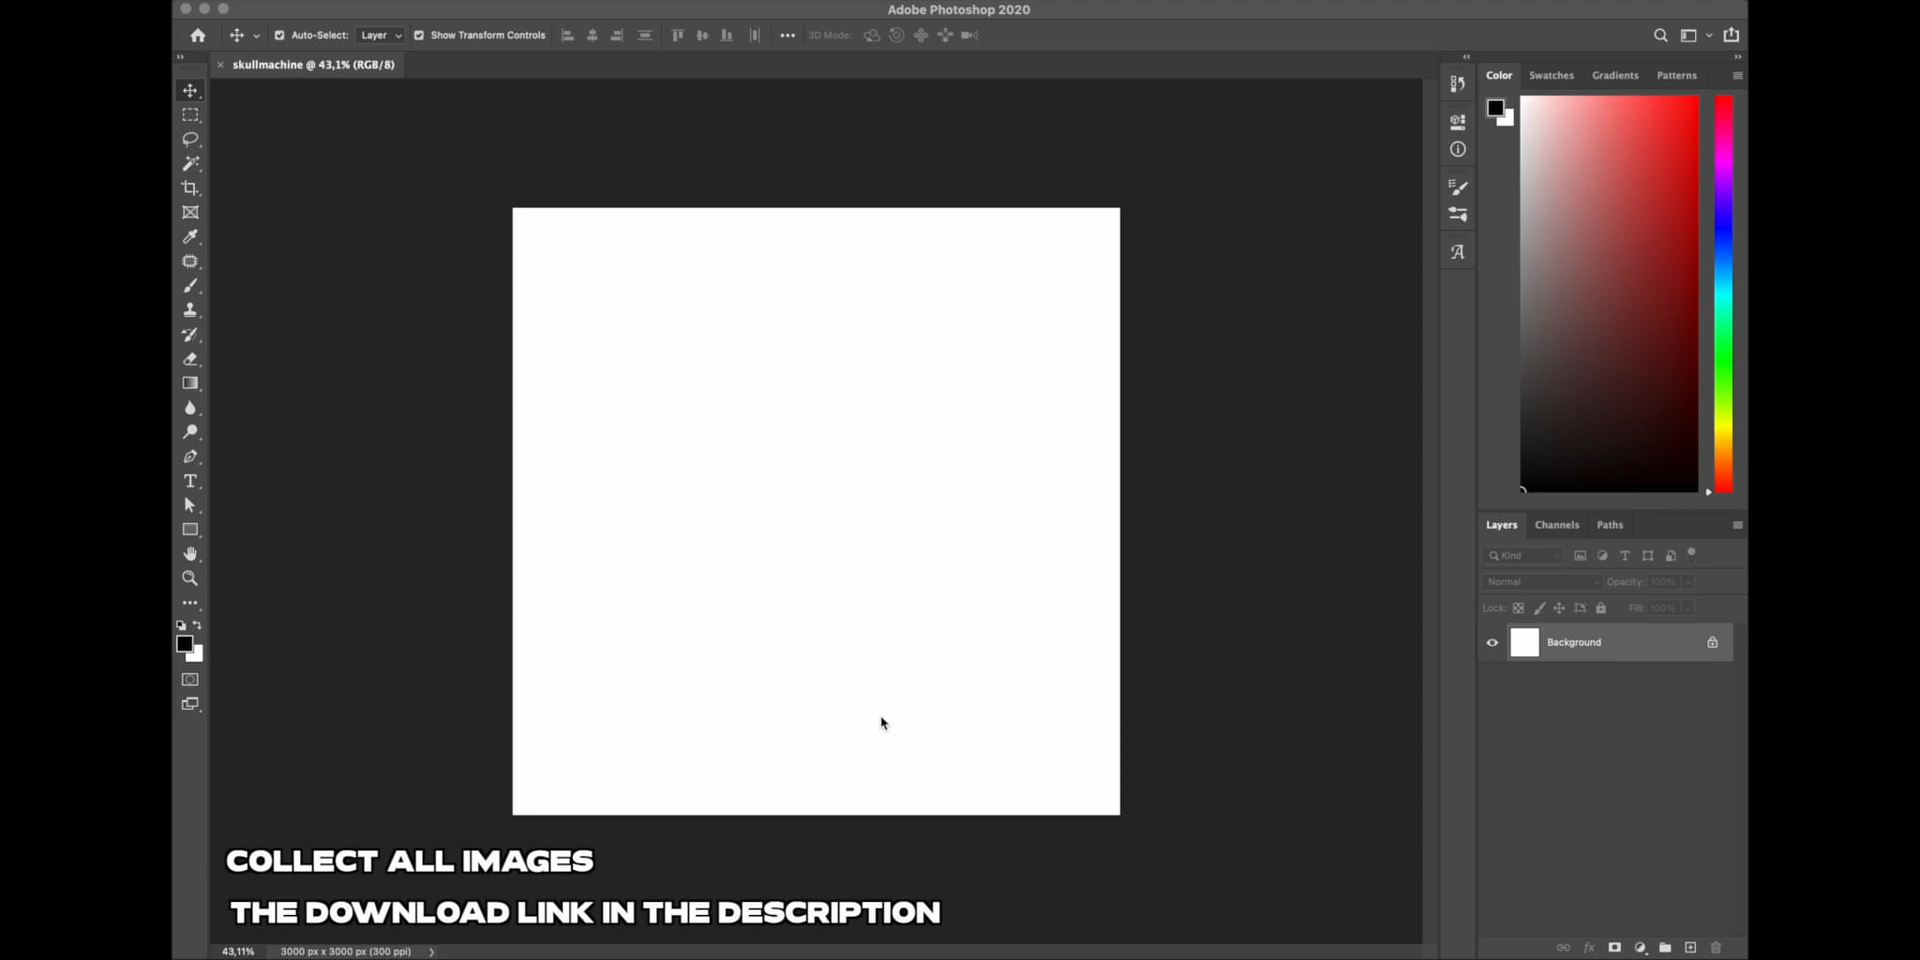 Adobe Photoshop 2020
Auto-Select: Layer Show Transform Controls 3D Mode:
skullmachine @ 43,1% (RGB/8)
Color Swatches Gradients Patterns
Layers Channels Paths
Kind
Normal Opacity: 100%
Lock: Fill: 100%
Background
COLLECT ALL IMAGES
THE DOWNLOAD LINK IN THE DESCRIPTION
43,11% 3000 px x 3000 px (300 ppi)